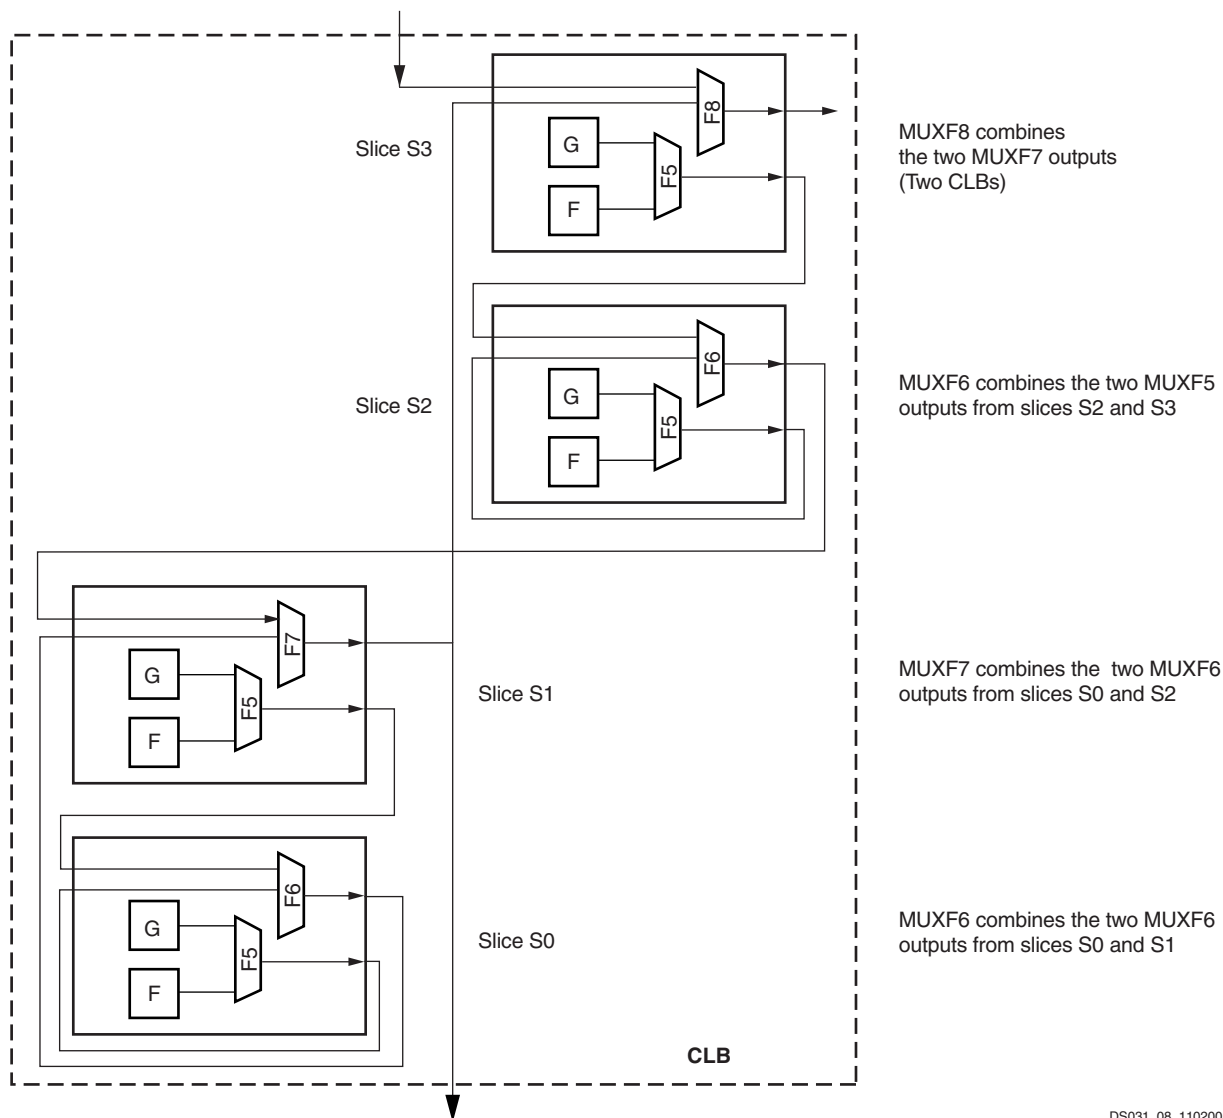 Slice S3
G
F
F5
F8
MUXF8 combines
the two MUXF7 outputs
(Two CLBs)
Slice S2
G
F
F5
F6
MUXF6 combines the two MUXF5
outputs from slices S2 and S3
G
F
F5
F7
Slice S1
MUXF7 combines the two MUXF6
outputs from slices S0 and S2
G
F
F5
F6
Slice S0
MUXF6 combines the two MUXF6
outputs from slices S0 and S1
CLB
DS031_08_110200